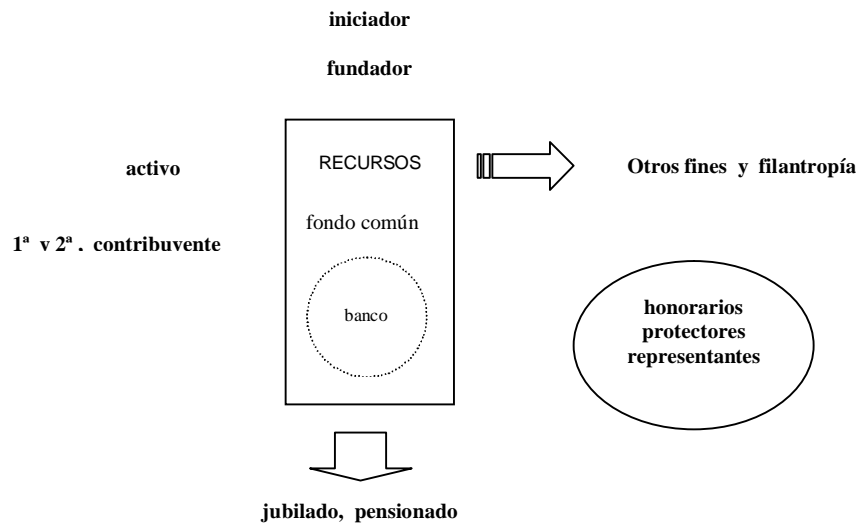 iniciador
fundador
activo
RECURSOS
Otros fines y filantropía
fondo común
1ª v 2ª . contribuvente
banco
honorarios
protectores
representantes
jubilado, pensionado